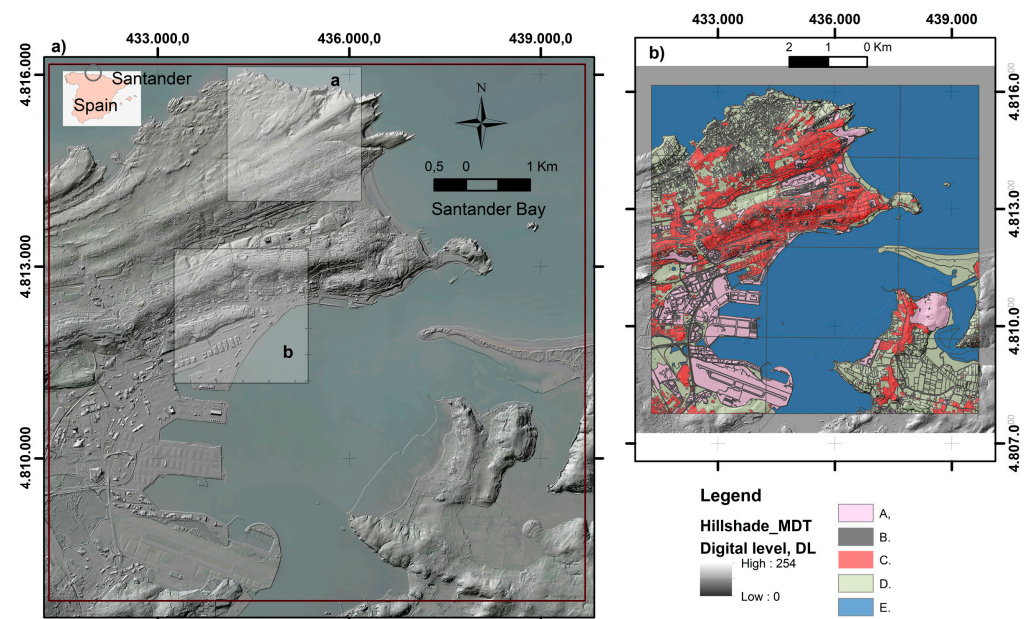 a)
433.000,0
436.000,0
439.000,0
4.816.000
4.813.000
4.810.000
Santander
Spain
a
N
0,5 0 1 Km
Santander Bay
b
b)
433.000
436.000
439.000
2 1 0 Km
4.816.000
4.813.000
4.810.000
4.807.000
Legend
Hillshade_MDT
Digital level, DL
High : 254
Low : 0
A,
B.
C.
D.
E.